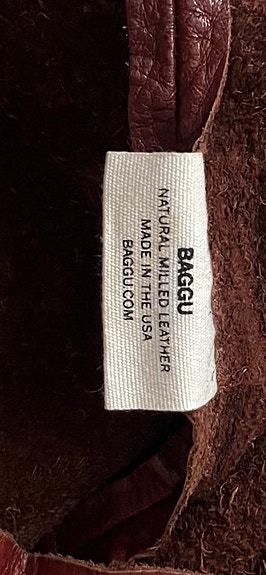 BAGGU
NATURAL MILLED LEATHER
MADE IN THE USA
BAGGU.COM